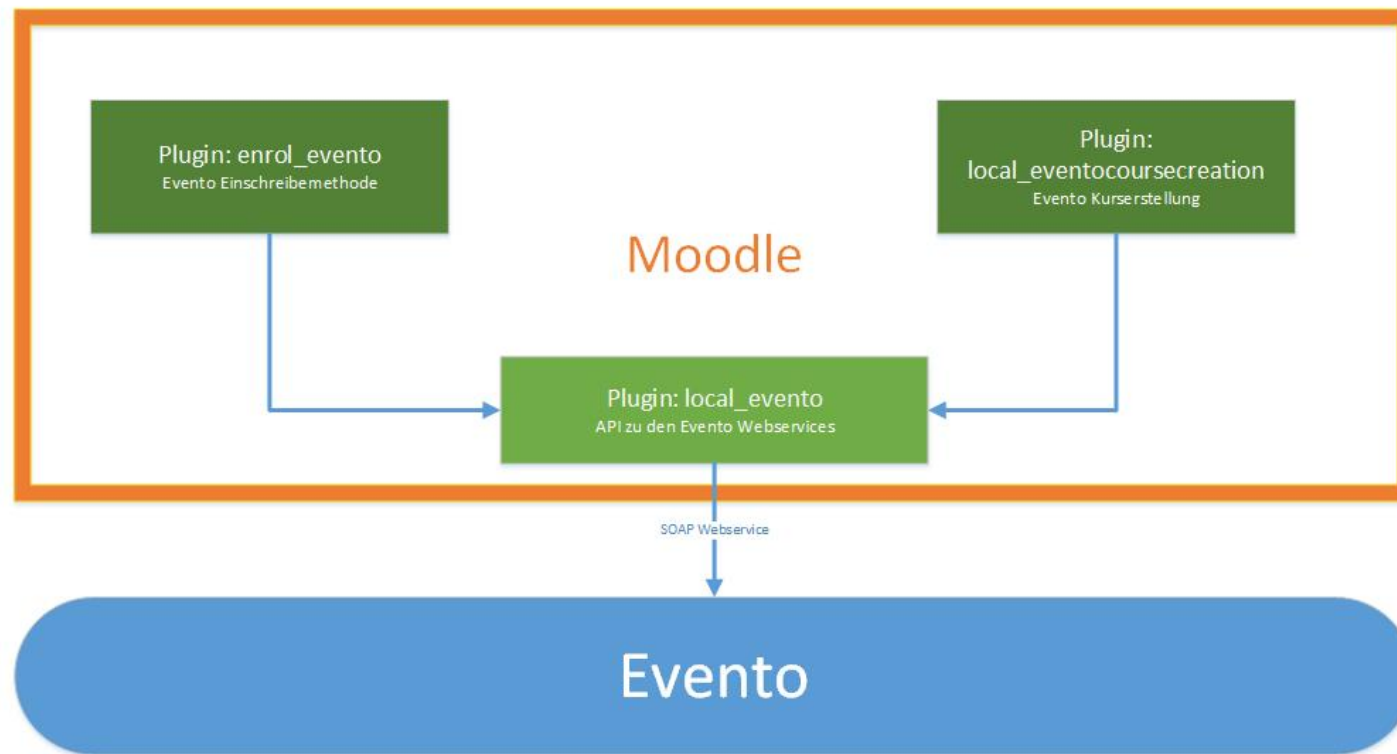 Plugin: enrol_evento
Evento Einschreibemethode
Plugin:
local_eventocoursecreation
Evento Kurserstellung
Moodle
Plugin: local_evento
API zu den Evento Webservices
SOAP Webservice
Evento